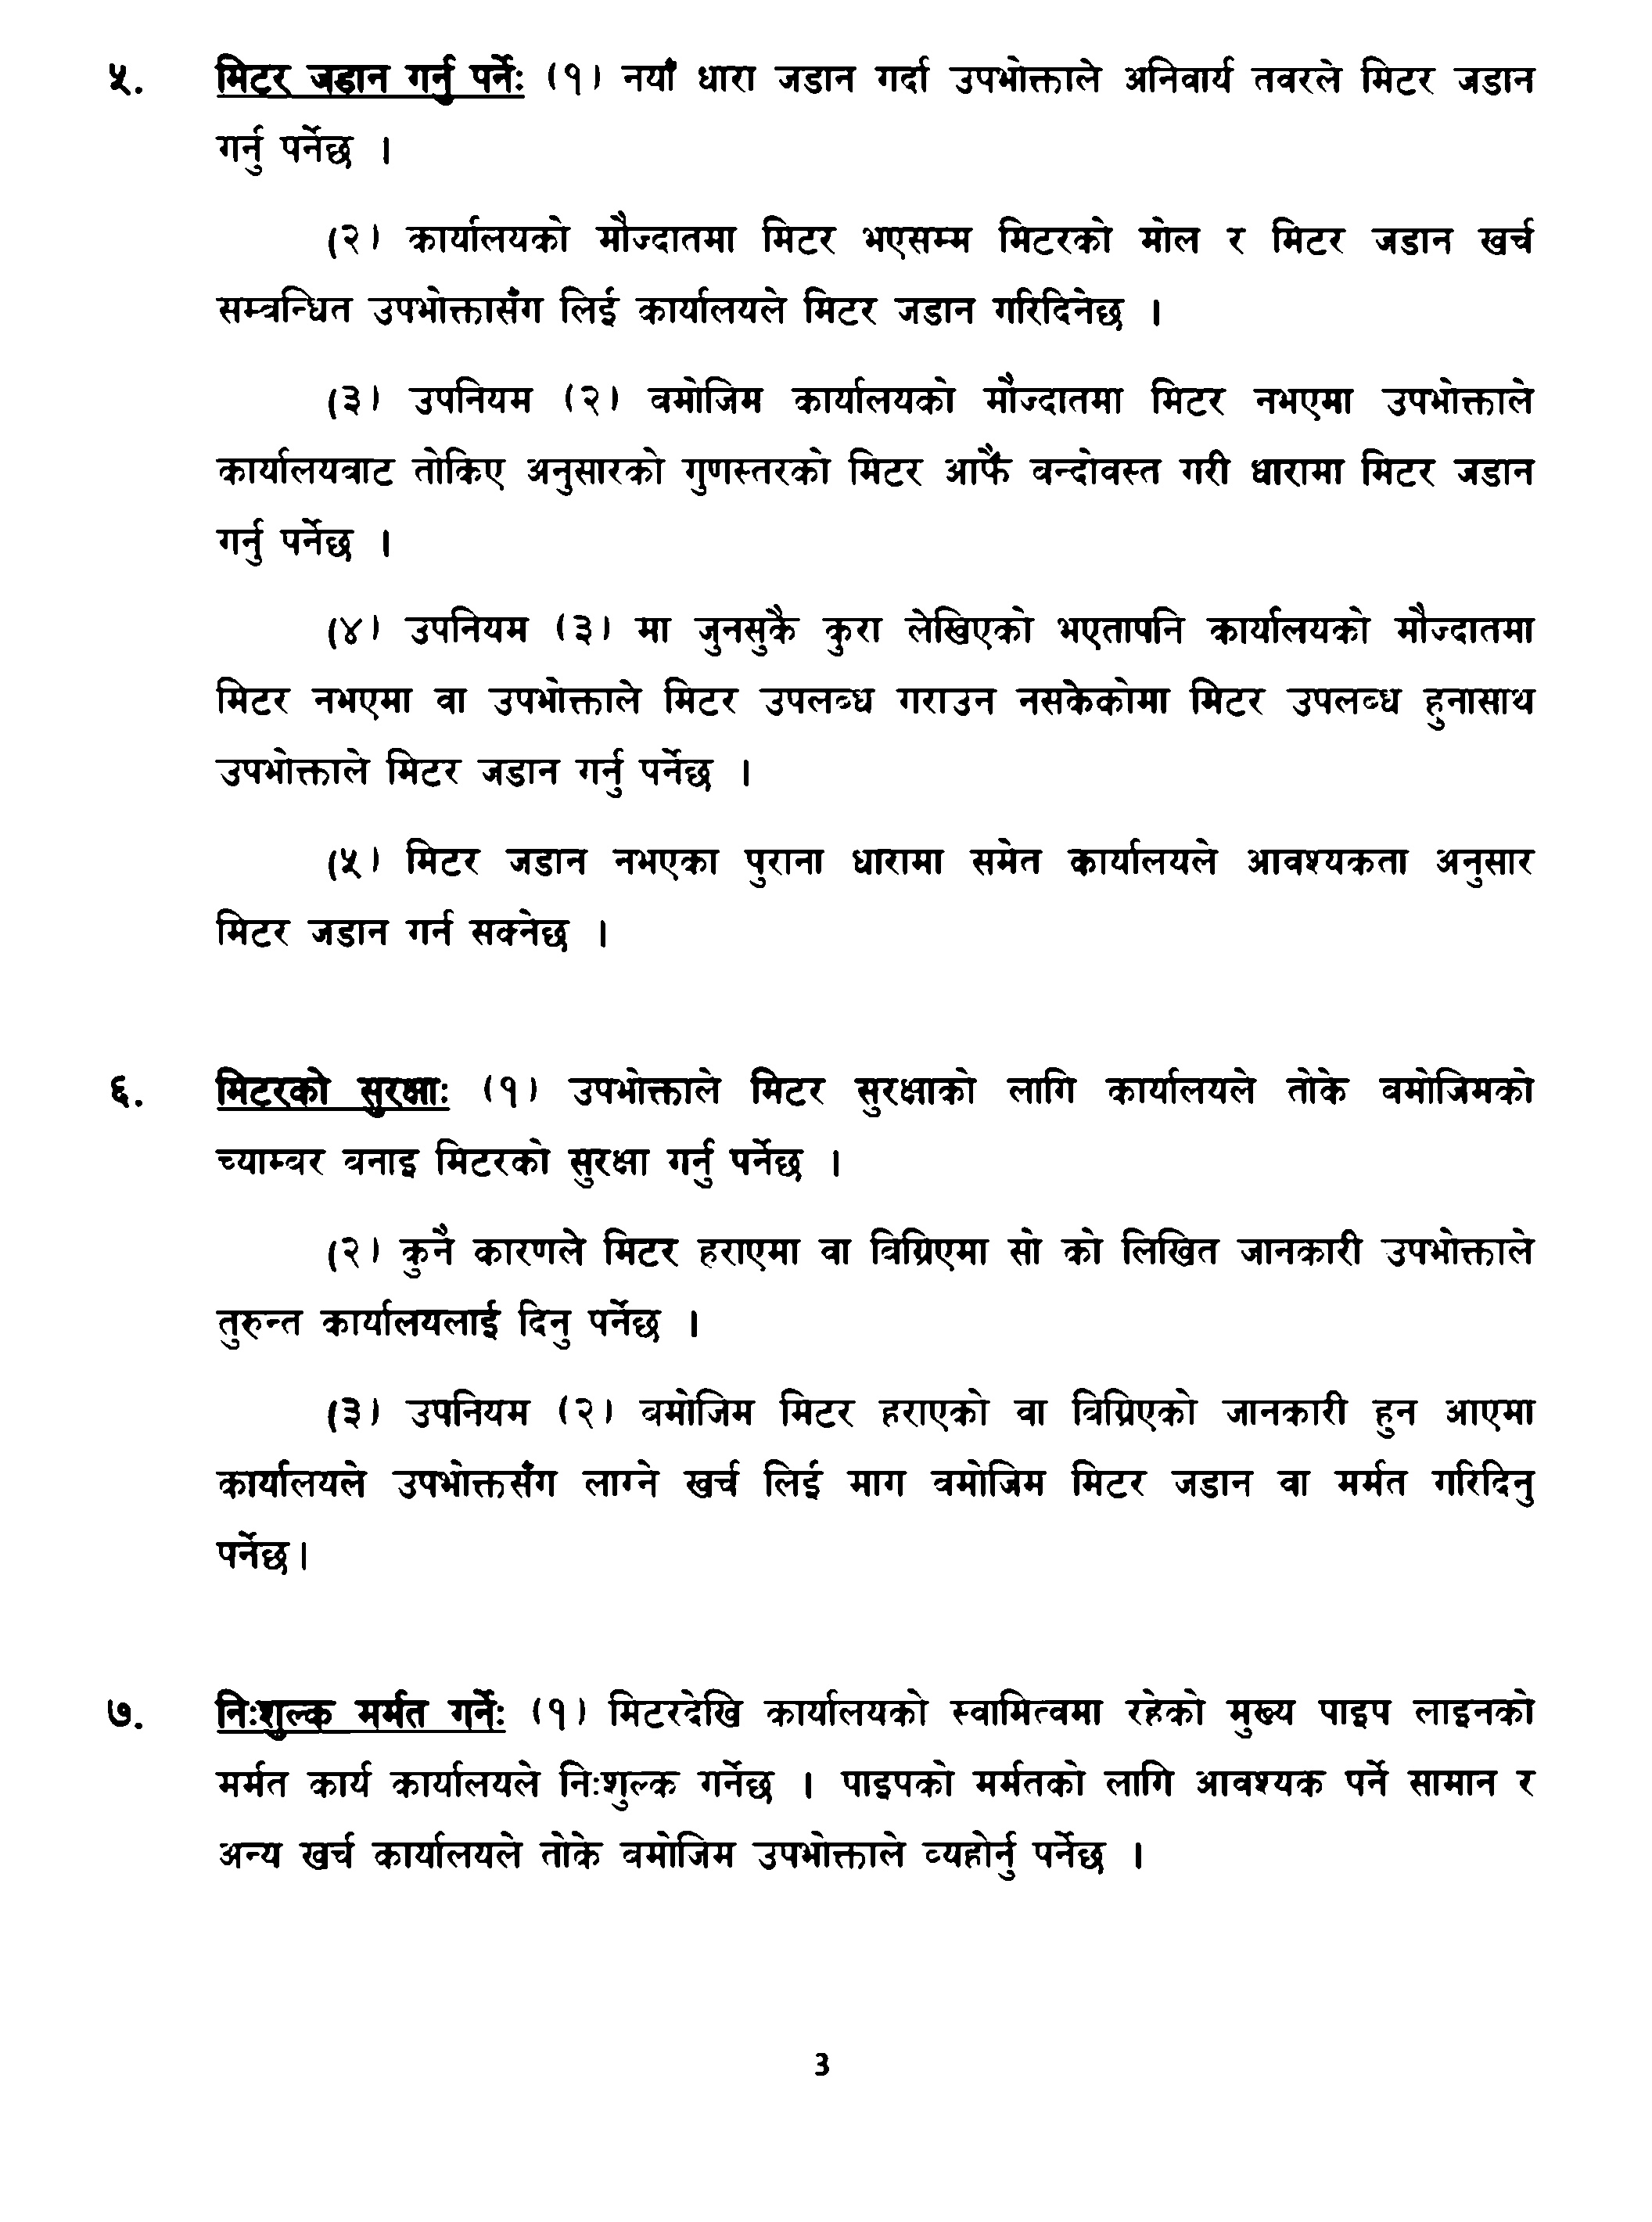 ५. मिटर जडान गर्नु पर्नेः (१) नयाँ धारा जडान गर्दा उपभोक्ताले अनिवार्य तवरले मिटर जडान
गर्नु पर्नेछ ।
(२) कार्यालयको मौज्दातमा मिटर भएसम्म मिटरको मोल र मिटर जडान खर्च
सम्वन्धित उपभोक्तासँग लिई कार्यालयले मिटर जडान गरिदिनेछ ।
(३) उपनियम (२) वमोजिम कार्यालयको मौज्दातमा मिटर नभएमा उपभोक्ताले
कार्यालयवाट तोकिए अनुसारको गुणस्तरको मिटर आफैं वन्दोवस्त गरी धारामा मिटर जडान
गर्नु पर्नेछ ।
(४) उपनियम (३) मा जुनसुकै कुरा लेखिएको भएतापनि कार्यालयको मौज्दातमा
मिटर नभएमा वा उपभोक्ताले मिटर उपलब्ध गराउन नसकेकोमा मिटर उपलब्ध हुनासाथ
उपभोक्ताले मिटर जडान गर्नु पर्नेछ ।
(५) मिटर जडान नभएका पुराना धारामा समेत कार्यालयले आवश्यकता अनुसार
मिटर जडान गर्न सक्नेछ ।
६. मिटरको सुरक्षाः (१) उपभोक्ताले मिटर सुरक्षाको लागि कार्यालयले तोके वमोजिमको
च्याम्वर वनाइ मिटरको सुरक्षा गर्नु पर्नेछ ।
(२) कुनै कारणले मिटर हराएमा वा विग्रिएमा सो को लिखित जानकारी उपभोक्ताले
तुरुन्त कार्यालयलाई दिनु पर्नेछ ।
(३) उपनियम (२) वमोजिम मिटर हराएको वा विग्रिएको जानकारी हुन आएमा
कार्यालयले उपभोक्तसँग लाग्ने खर्च लिई माग वमोजिम मिटर जडान वा मर्मत गरिदिनु
पर्नेछ।
७. निःशुल्क मर्मत गर्नेः (१) मिटरदेखि कार्यालयको स्वामित्वमा रहेको मुख्य पाइप लाइनको
मर्मत कार्य कार्यालयले निःशुल्क गर्नेछ । पाइपको मर्मतको लागि आवश्यक पर्ने सामान र
अन्य खर्च कार्यालयले तोके वमोजिम उपभोक्ताले व्यहोर्नु पर्नेछ ।
3